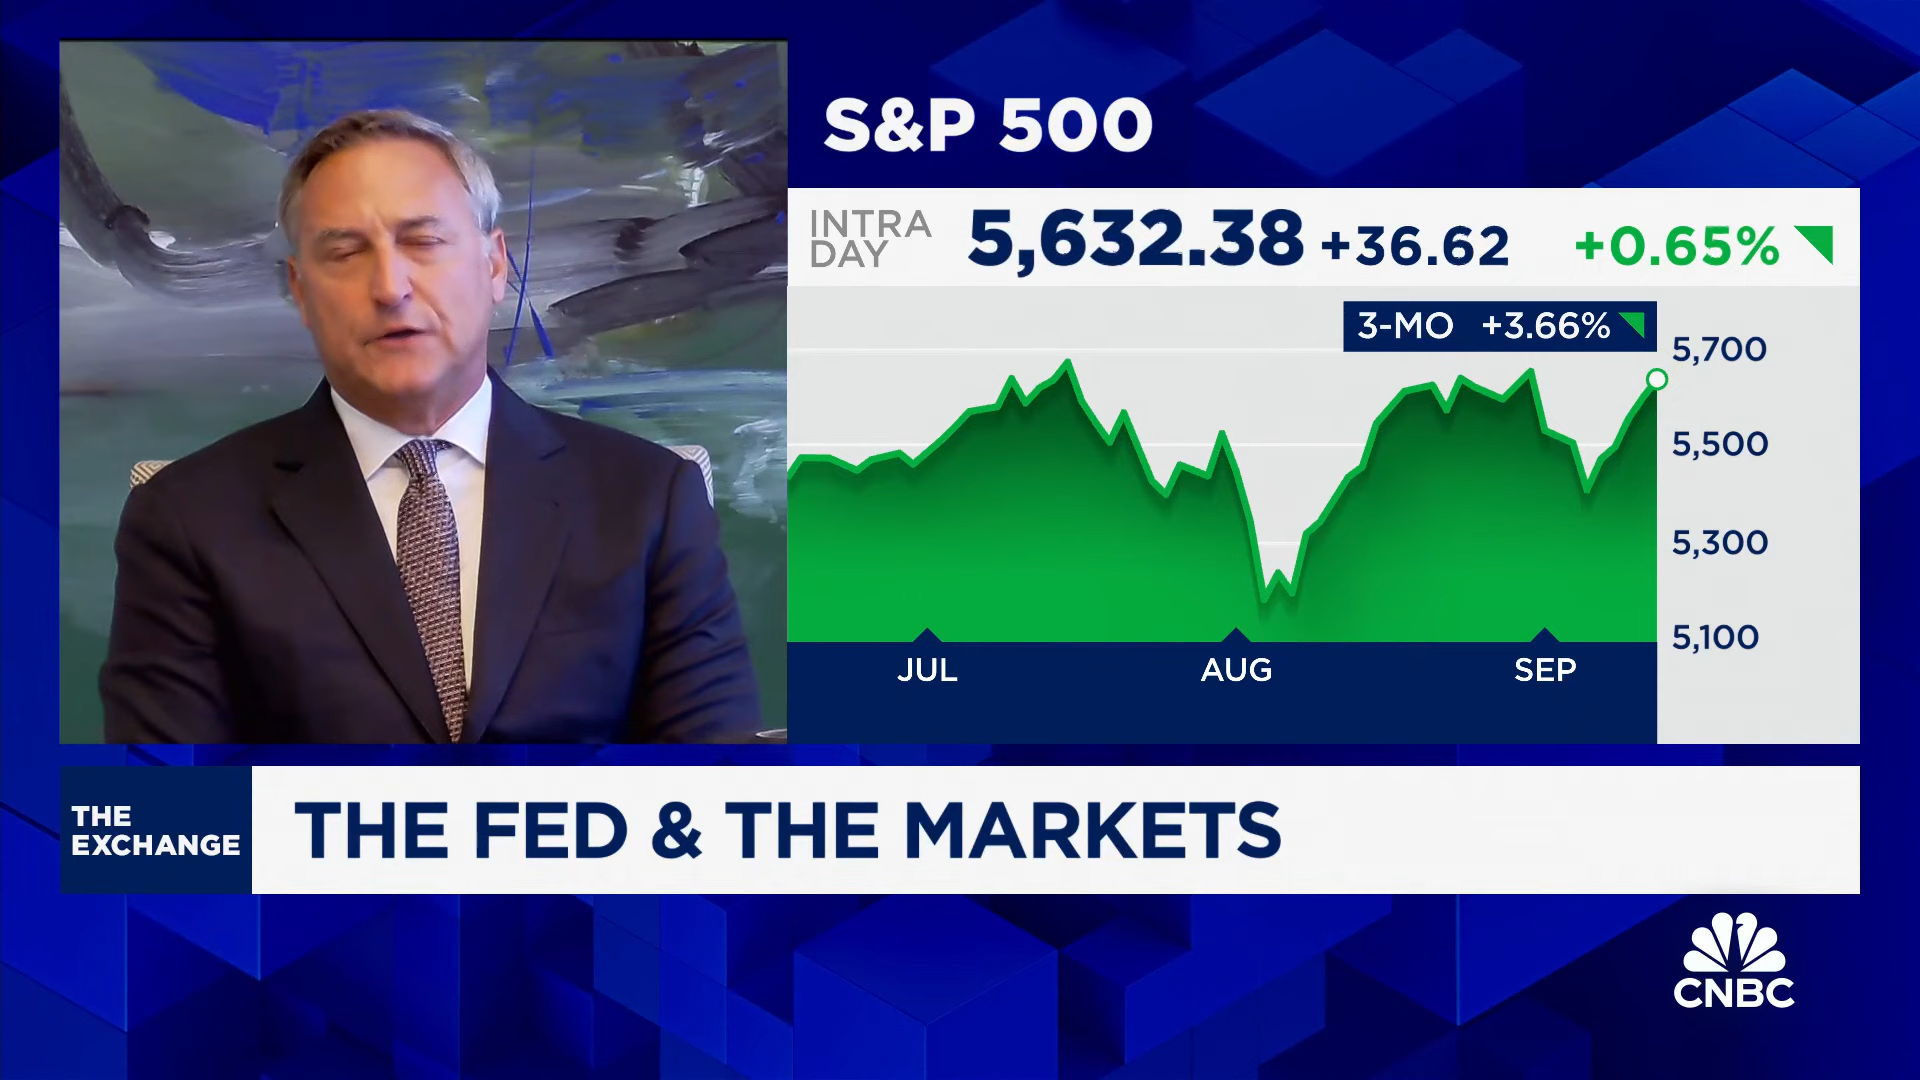 S&P 500
INTRA
DAY
5,632.38 +36.62 +0.65%
3-MO +3.66%
5,700
5,500
5,300
5,100
JUL AUG SEP
THE
EXCHANGE
THE FED & THE MARKETS
CNBC